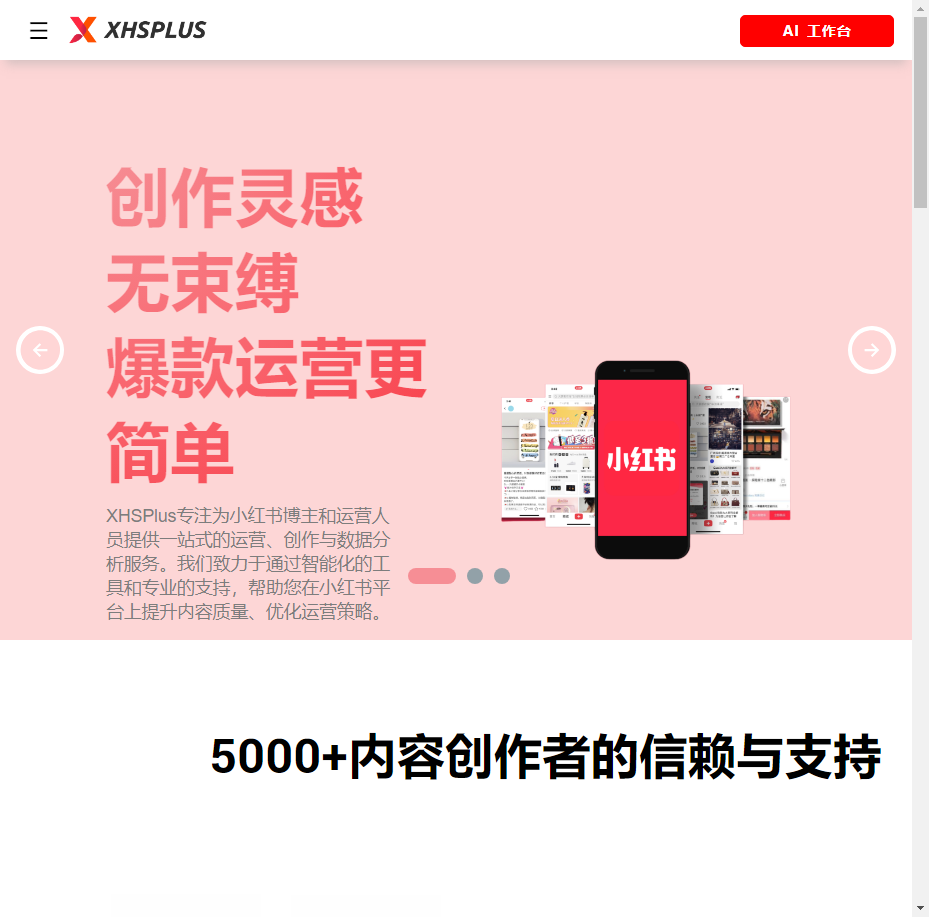 XHSPLUS
AI 工作台
创作灵感
无束缚
爆款运营更
简单
小红书
XHSPlus专注为小红书博主和运营人
员提供一站式的运营、创作与数据分
析服务。我们致力于通过智能化的工
具和专业的支持，帮助您在小红书平
台上提升内容质量、优化运营策略。
5000+内容创作者的信赖与支持